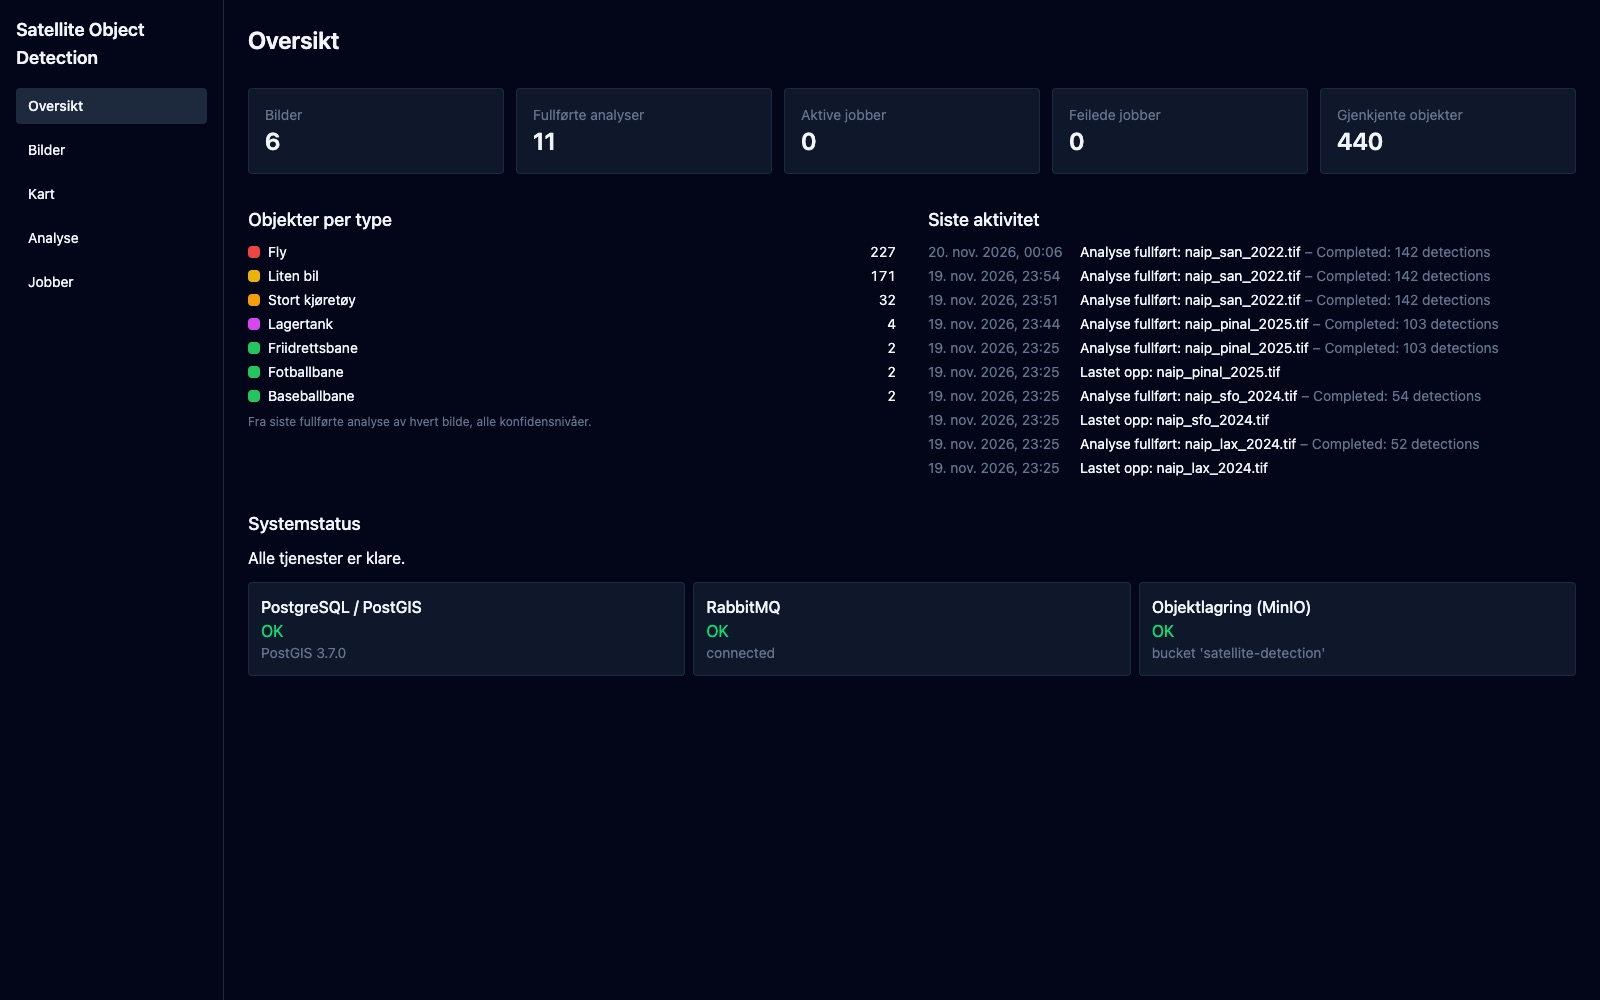 Satellite Object
Detection
Oversikt
Bilder
Kart
Analyse
Jobber
Oversikt
Bilder
6
Fullførte analyser
11
Aktive jobber
0
Feilede jobber
0
Gjenkjente objekter
440
Objekter per type
Fly 227
Liten bil 171
Stort kjøretøy 32
Lagertank 4
Friidrettsbane 2
Fotballbane 2
Baseballbane 2
Fra siste fullførte analyse av hvert bilde, alle konfidensnivåer.
Siste aktivitet
20. nov. 2026, 00:06 Analyse fullført: naip_san_2022.tif – Completed: 142 detections
19. nov. 2026, 23:54 Analyse fullført: naip_san_2022.tif – Completed: 142 detections
19. nov. 2026, 23:51 Analyse fullført: naip_san_2022.tif – Completed: 142 detections
19. nov. 2026, 23:44 Analyse fullført: naip_pinal_2025.tif – Completed: 103 detections
19. nov. 2026, 23:25 Analyse fullført: naip_pinal_2025.tif – Completed: 103 detections
19. nov. 2026, 23:25 Lastet opp: naip_pinal_2025.tif
19. nov. 2026, 23:25 Analyse fullført: naip_sfo_2024.tif – Completed: 54 detections
19. nov. 2026, 23:25 Lastet opp: naip_sfo_2024.tif
19. nov. 2026, 23:25 Analyse fullført: naip_lax_2024.tif – Completed: 52 detections
19. nov. 2026, 23:25 Lastet opp: naip_lax_2024.tif
Systemstatus
Alle tjenester er klare.
PostgreSQL / PostGIS
OK
PostGIS 3.7.0
RabbitMQ
OK
connected
Objektlagring (MinIO)
OK
bucket 'satellite-detection'